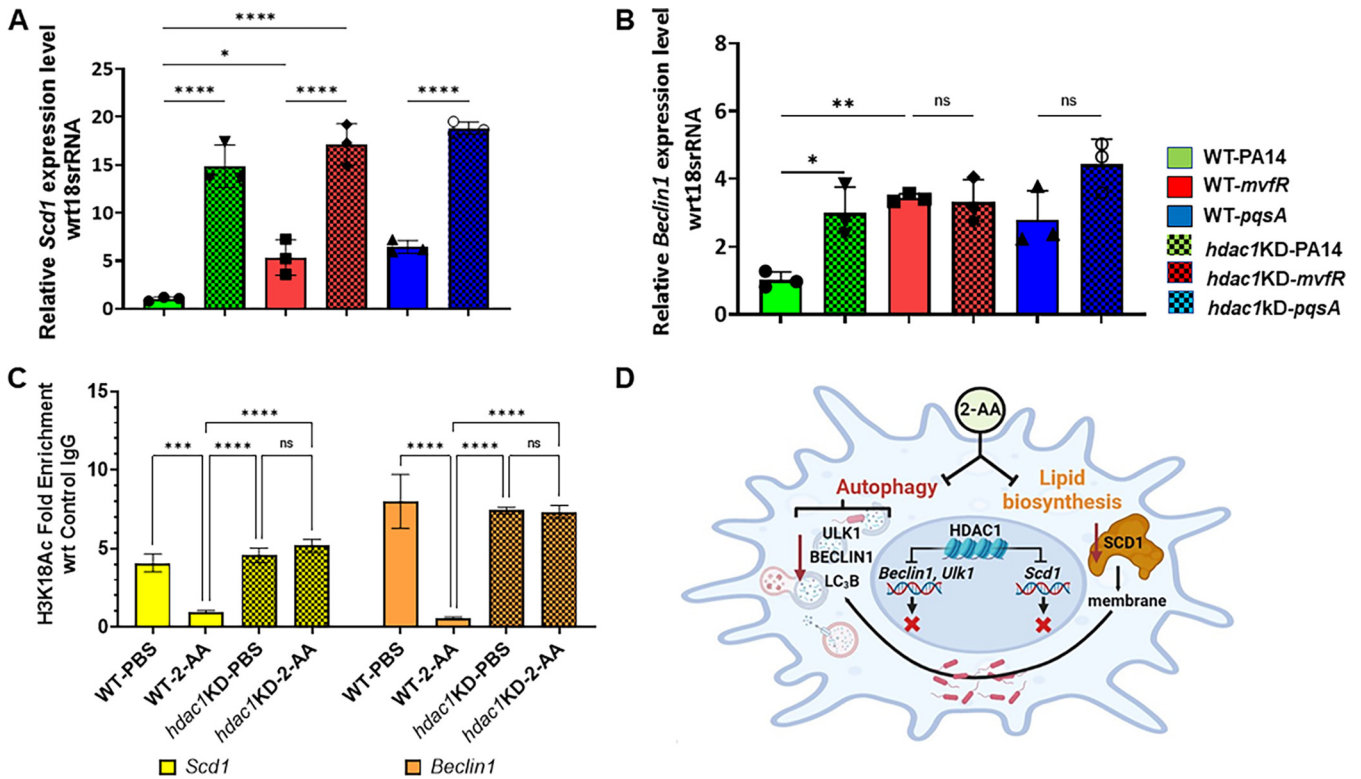 A
Relative Scd1 expression level
wrt18srRNA
25
20
15
10
5
0
****
*
****
****
****
B
Relative Beclin1 expression level
wrt18srRNA
8
6
4
2
0
**
ns
ns
*
WT-PA14
WT-mvfR
WT-pqsA
hdac1KD-PA14
hdac1KD-mvfR
hdac1kD-pqsA
C
H3K18Ac Fold Enrichment
wrt Control IgG
15
10
5
0
****
***
****
ns
****
****
****
ns
WT-PBS
WT-2-AA
hdac1KD-PBS
hdac1KD-2-AA
WT-PBS
WT-2-AA
hdac1KD-PBS
hdac1KD-2-AA
Scd1
Beclin1
D
2-AA
Autophagy
Lipid
biosynthesis
ULK1
BECLIN1
LC3B
HDAC1
Beclin1, Ulk1
Scd1
SCD1
membrane